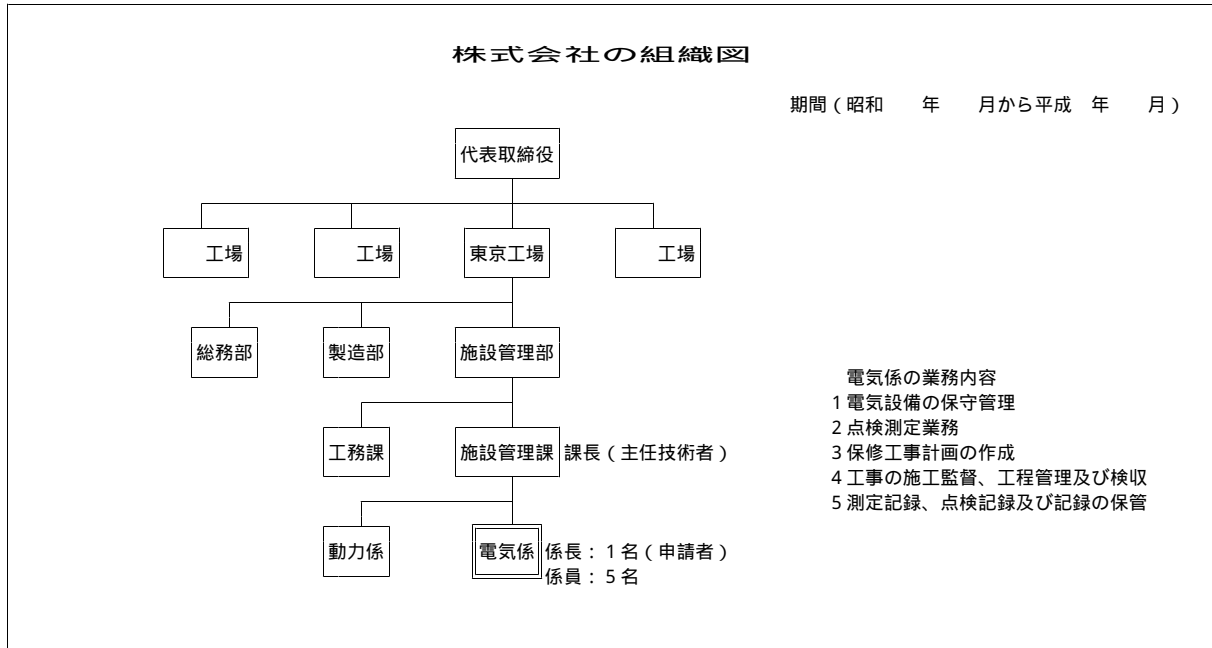 株式会社の組織図
期間(昭和　　年　　月から平成　年　　月)
代表取締役
工場
工場
東京工場
工場
総務部
製造部
施設管理部
工務課
施設管理課 課長(主任技術者)
動力係
電気係 係長:1名(申請者)
係員:5名
電気係の業務内容
1 電気設備の保守管理
2 点検測定業務
3 保修工事計画の作成
4 工事の施工監督、工程管理及び検収
5 測定記録、点検記録及び記録の保管